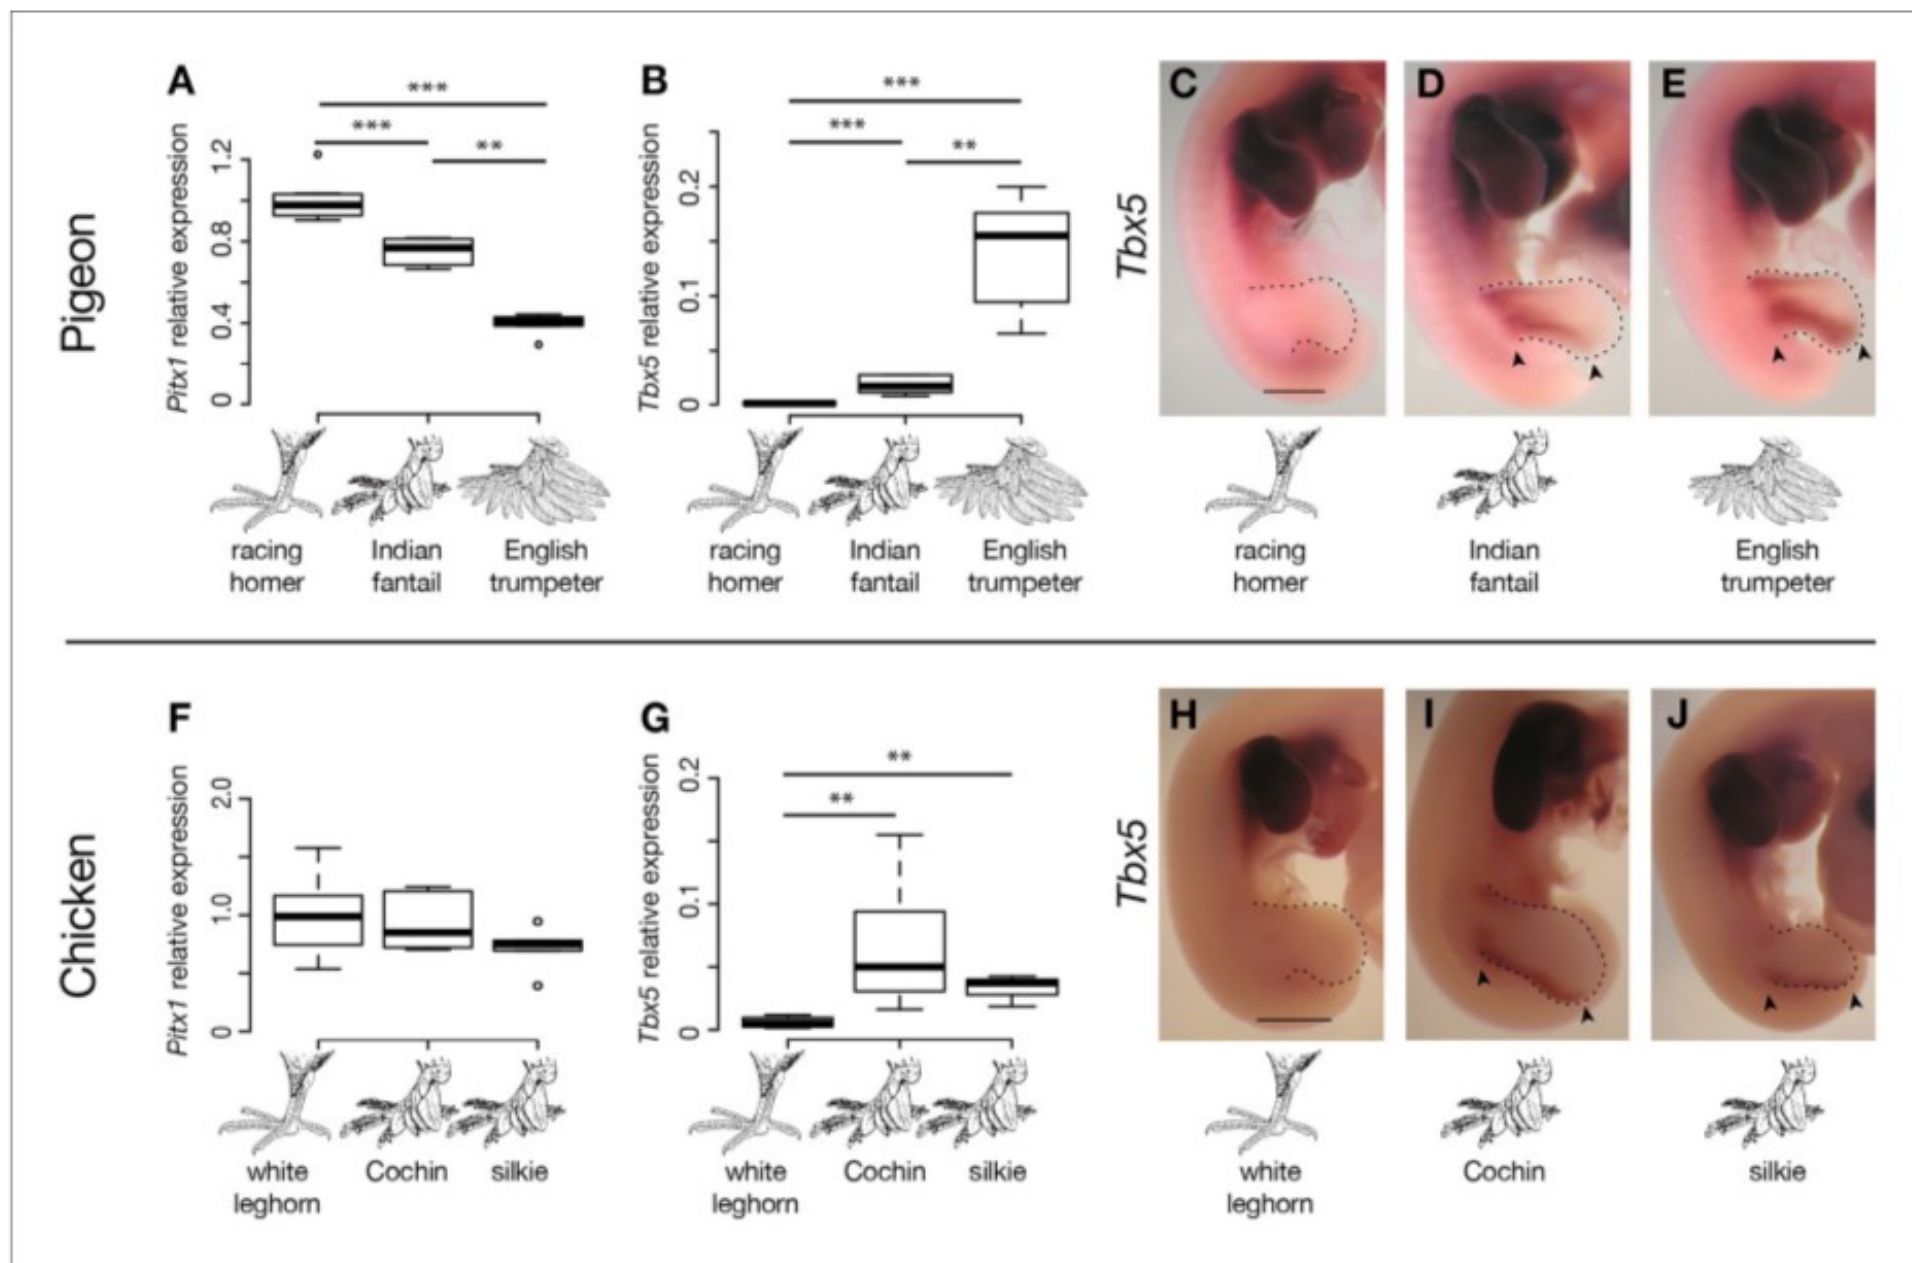 A
B
C
D
E
Pigeon
Pitx1 relative expression
0
0.4
0.8
1.2
***
***
**
Tbx5 relative expression
0
0.1
0.2
***
***
**
Tbx5
racing
homer
Indian
fantail
English
trumpeter
racing
homer
Indian
fantail
English
trumpeter
racing
homer
Indian
fantail
English
trumpeter
F
G
H
I
J
Chicken
Pitx1 relative expression
0
1.0
2.0
Tbx5 relative expression
0
0.1
0.2
**
**
Tbx5
white
leghorn
Cochin
silkie
white
leghorn
Cochin
silkie
white
leghorn
Cochin
silkie